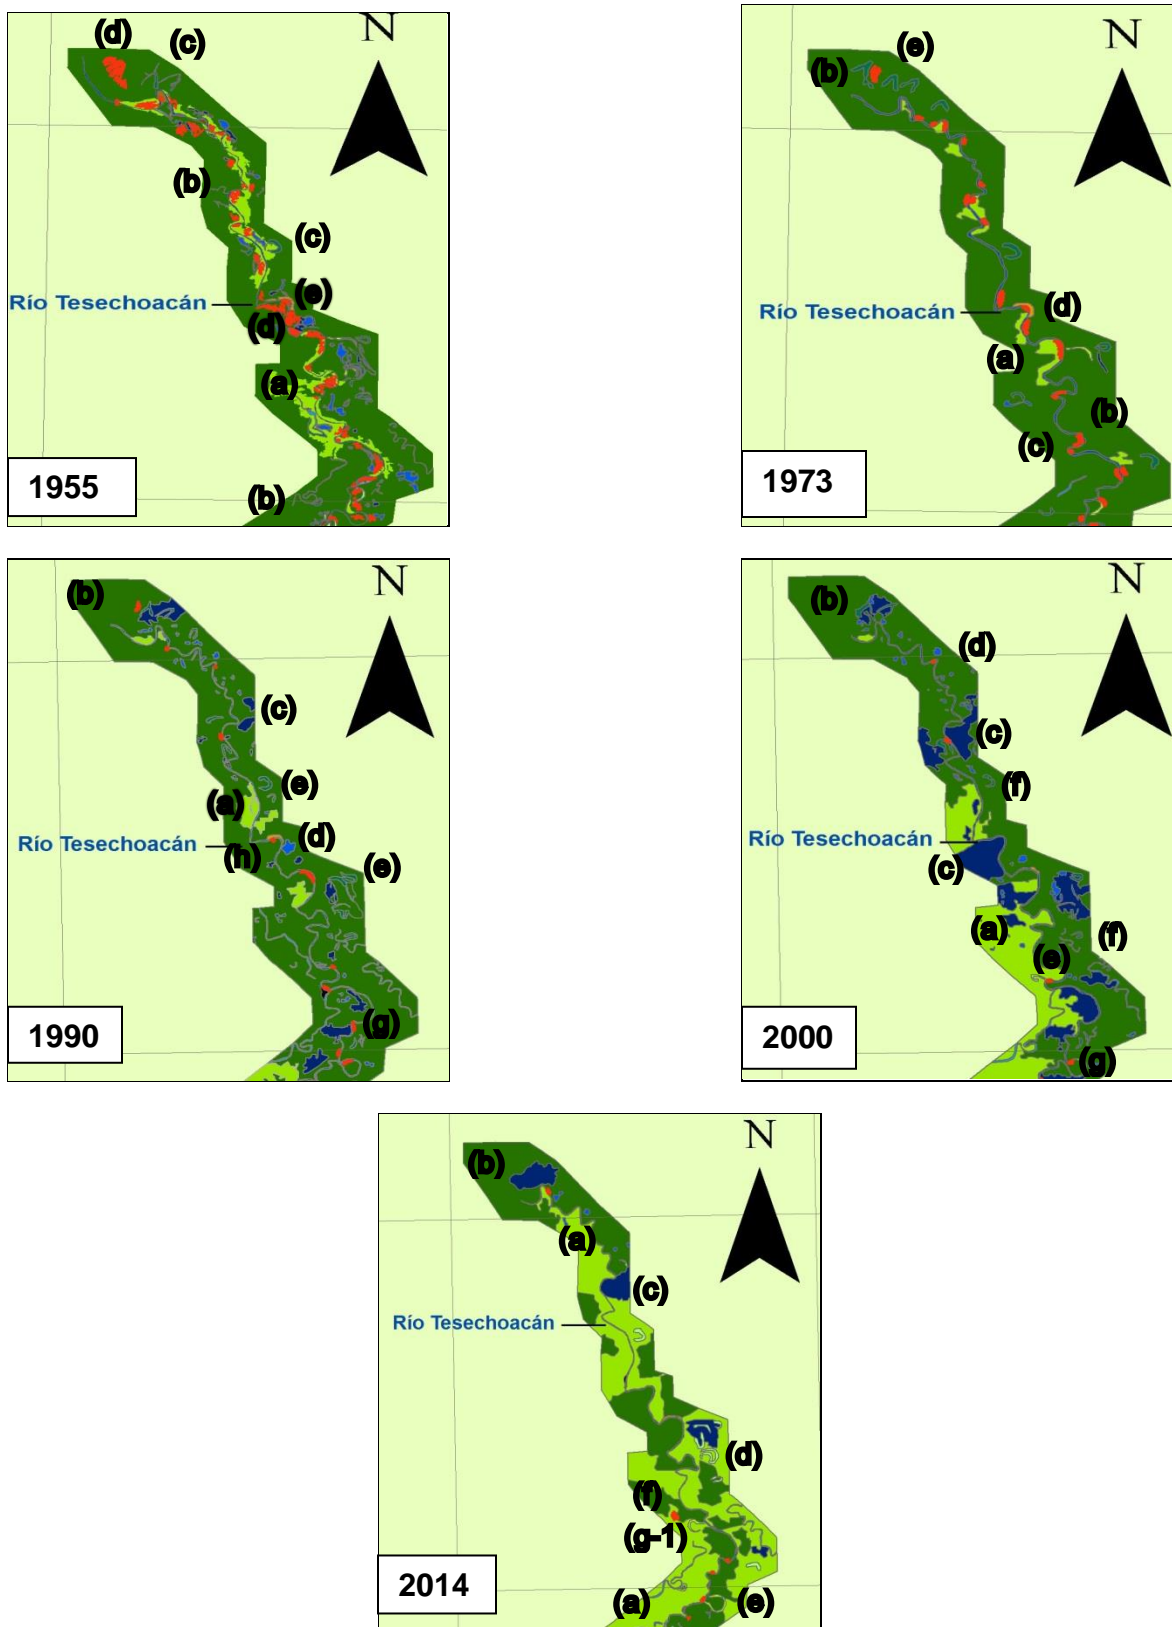 N
(d)
(c)
(b)
(c)
(e)
Río Tesechoacán
(d)
(a)
1955
(b)
N
(e)
(b)
Río Tesechoacán
(d)
(a)
(b)
(c)
1973
N
(b)
(c)
(e)
(a)
Río Tesechoacán
(d)
(h)
(e)
(g)
1990
N
(b)
(d)
(c)
(f)
Río Tesechoacán
(c)
(a)
(f)
(e)
2000
(g)
N
(b)
(a)
(c)
Río Tesechoacán
(d)
(f)
(g-1)
2014
(a)
(e)